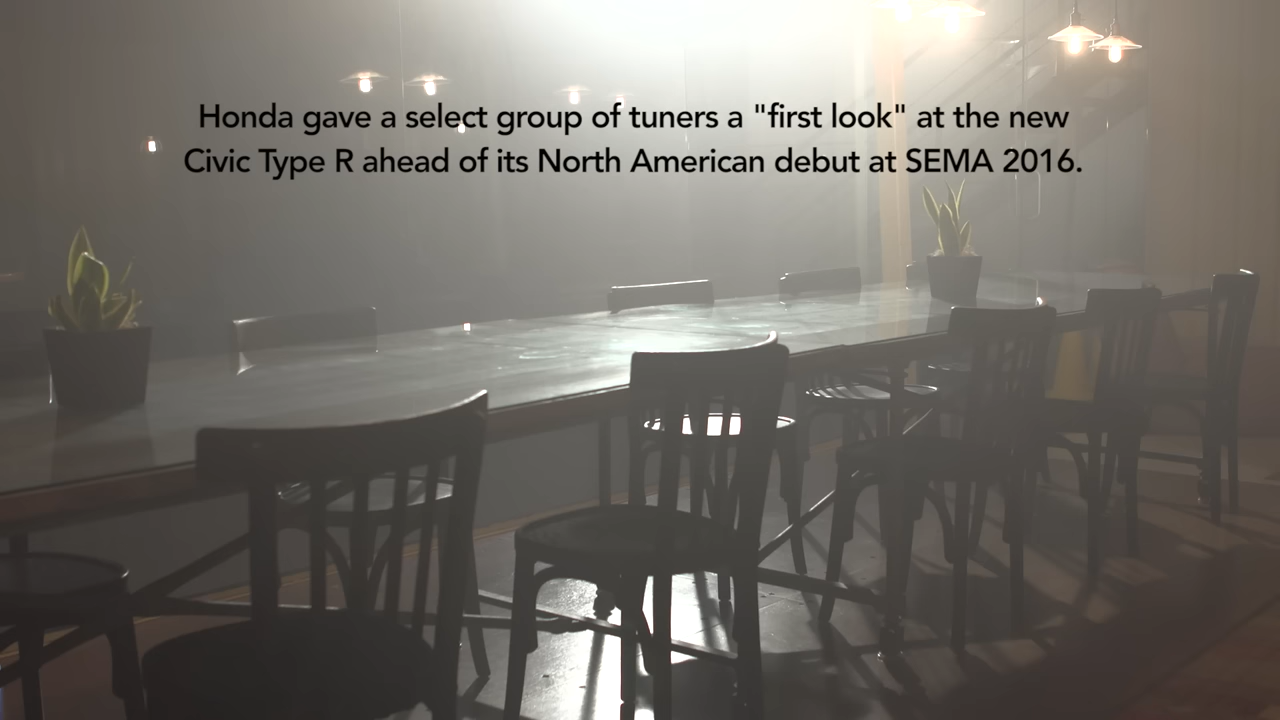 Honda gave a select group of tuners a "first look" at the new
Civic Type R ahead of its North American debut at SEMA 2016.